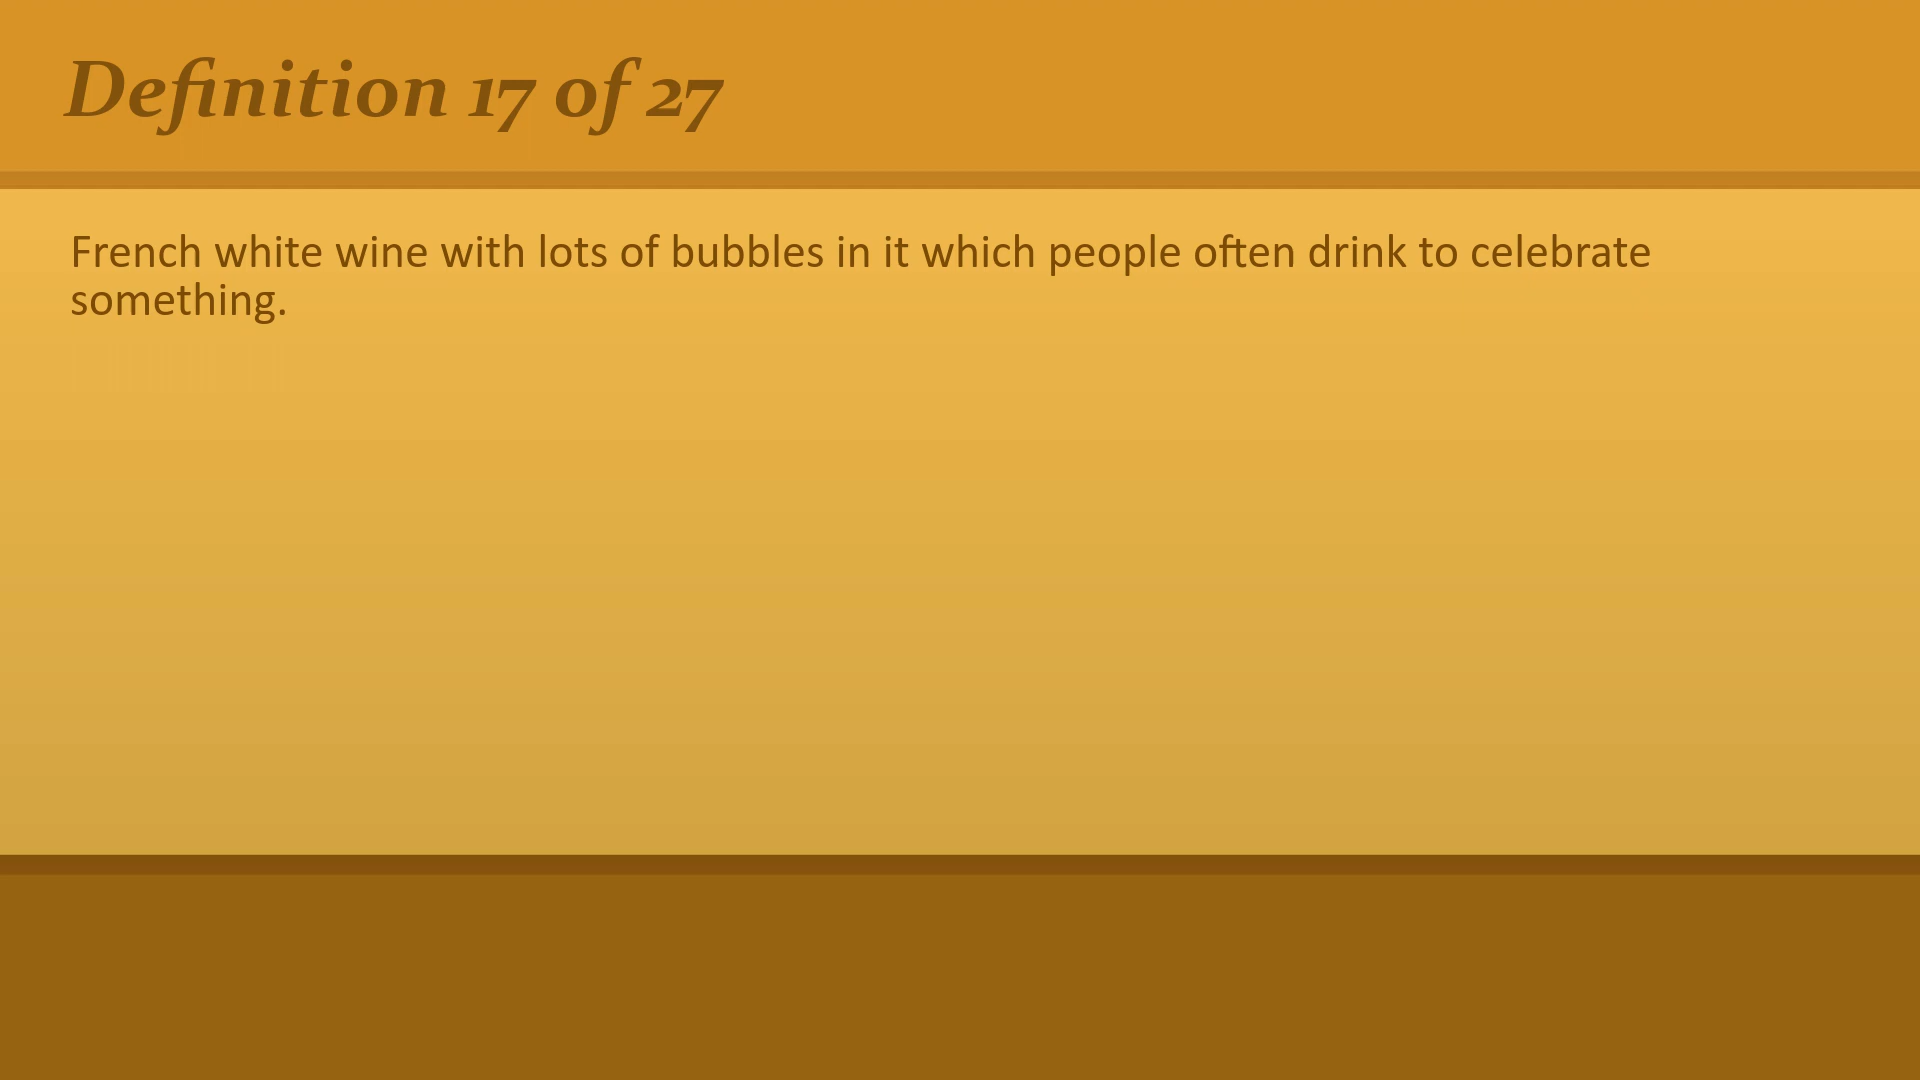 Definition 17 of 27
French white wine with lots of bubbles in it which people often drink to celebrate
something.